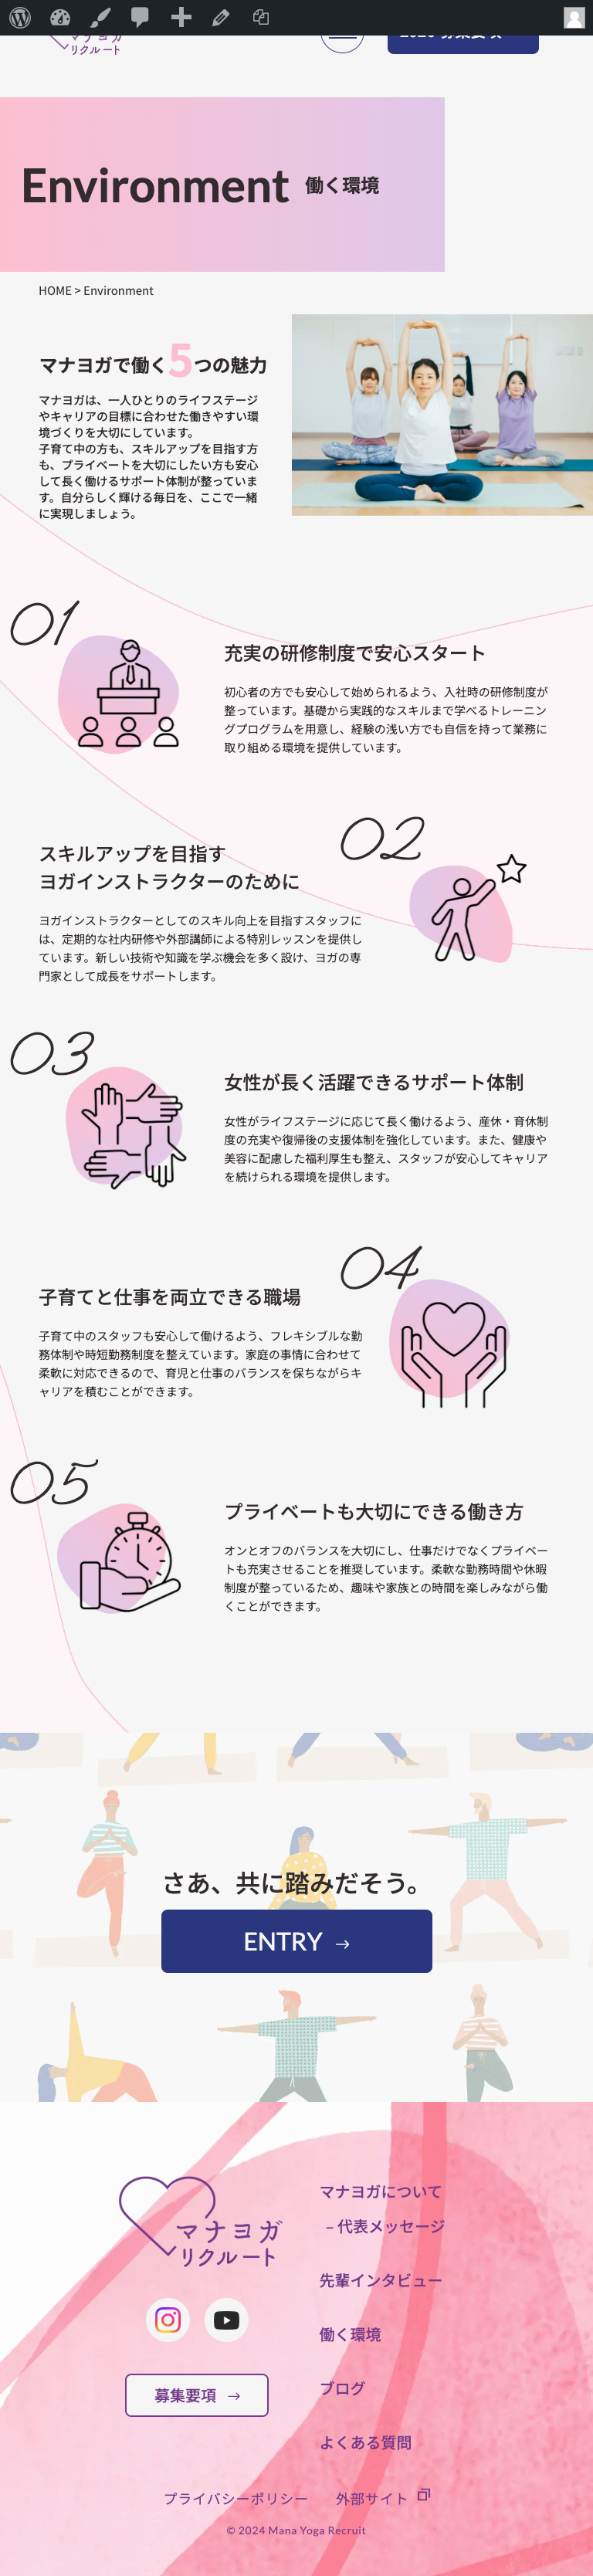 マナヨガ
リクルート
Environment 働く環境
HOME > Environment
マナヨガで働く5つの魅力
マナヨガは、一人ひとりのライフステージ
やキャリアの目標に合わせた働きやすい環
境づくりを大切にしています。
子育て中の方も、スキルアップを目指す方
も、プライベートを大切にしたい方も安心
して長く働けるサポート体制が整っていま
す。自分らしく輝ける毎日を、ここで一緒
に実現しましょう。
01
充実の研修制度で安心スタート
初心者の方でも安心して始められるよう、入社時の研修制度が
整っています。基礎から実践的なスキルまで学べるトレーニン
グプログラムを用意し、経験の浅い方でも自信を持って業務に
取り組める環境を提供しています。
02
スキルアップを目指す
ヨガインストラクターのために
ヨガインストラクターとしてのスキル向上を目指すスタッフに
は、定期的な社内研修や外部講師による特別レッスンを提供し
ています。新しい技術や知識を学ぶ機会を多く設け、ヨガの専
門家として成長をサポートします。
03
女性が長く活躍できるサポート体制
女性がライフステージに応じて長く働けるよう、産休・育休制
度の充実や復帰後の支援体制を強化しています。また、健康や
美容に配慮した福利厚生も整え、スタッフが安心してキャリア
を続けられる環境を提供します。
04
子育てと仕事を両立できる職場
子育て中のスタッフも安心して働けるよう、フレキシブルな勤
務体制や時短勤務制度を整えています。家庭の事情に合わせて
柔軟に対応できるので、育児と仕事のバランスを保ちながらキ
ャリアを積むことができます。
05
プライベートも大切にできる働き方
オンとオフのバランスを大切にし、仕事だけでなくプライベー
トも充実させることを推奨しています。柔軟な勤務時間や休暇
制度が整っているため、趣味や家族との時間を楽しみながら働
くことができます。
さあ、共に踏みだそう。
ENTRY →
マナヨガ
リクルート
募集要項 →
マナヨガについて
– 代表メッセージ
先輩インタビュー
働く環境
ブログ
よくある質問
プライバシーポリシー 外部サイト
© 2024 Mana Yoga Recruit